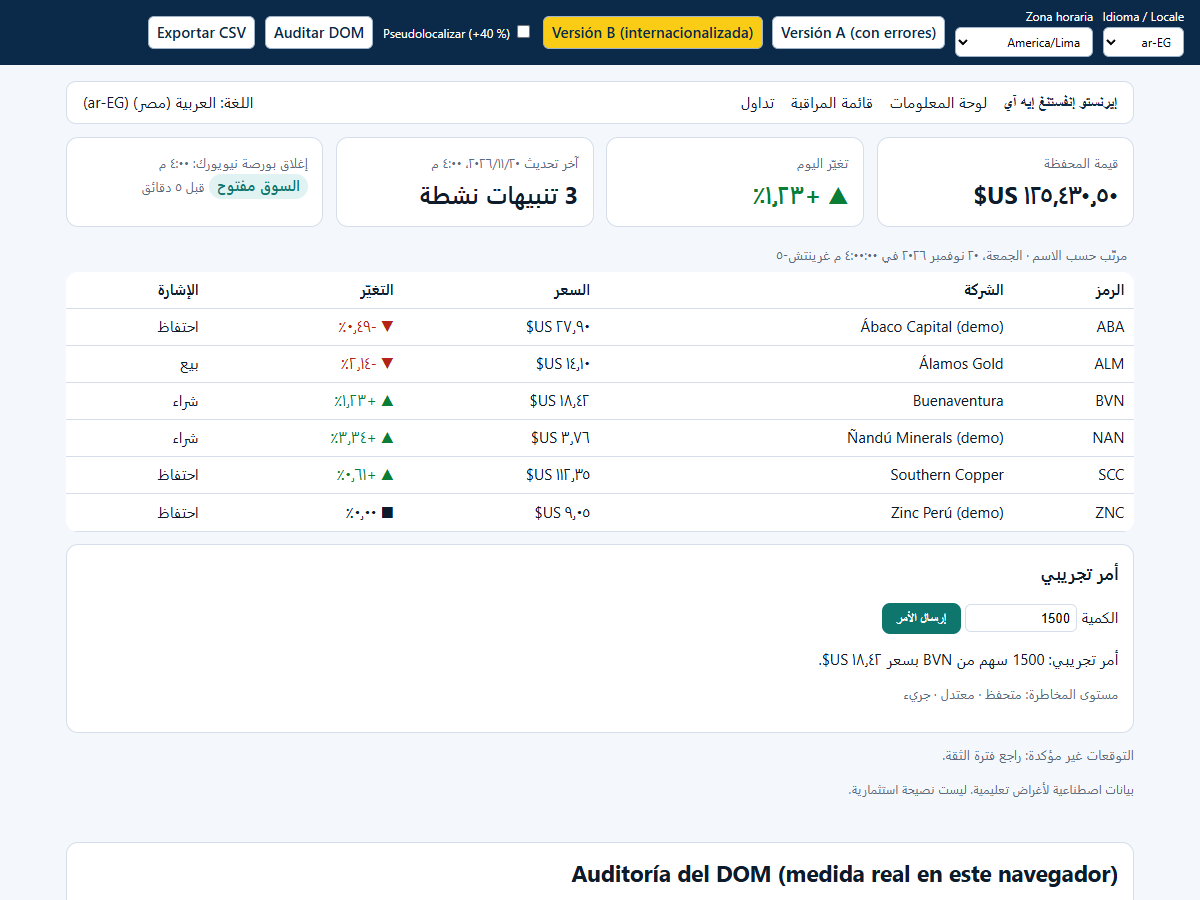 Zona horaria Idioma / Locale
Exportar CSV Auditar DOM Pseudolocalizar (+40 %) Versión B (internacionalizada) Versión A (con errores) America/Lima ar-EG
إيرنستو إنفستنغ إيه آي لوحة المعلومات قائمة المراقبة تداول اللغة: العربية (مصر) (ar-EG)
قيمة المحفظة
١٢٥٬٤٣٠٫٥٠ US$
تغيّر اليوم
▲ +١٫٢٣٪
آخر تحديث ٢٠‏/١١‏/٢٠٢٦، ٤:٠٠ م
3 تنبيهات نشطة
إغلاق بورصة نيويورك: ٤:٠٠ م
السوق مفتوح قبل ٥ دقائق
مرتّب حسب الاسم · الجمعة، ٢٠ نوفمبر ٢٠٢٦ في ٤:٠٠:٠٠ م غرينتش-٥
الرمز الشركة السعر التغيّر الإشارة
ABA Ábaco Capital (demo) ٢٧٫٩٠ US$ ▼ -٠٫٤٩٪ احتفاظ
ALM Álamos Gold ١٤٫١٠ US$ ▼ -٢٫١٤٪ بيع
BVN Buenaventura ١٨٫٤٢ US$ ▲ +١٫٢٣٪ شراء
NAN Ñandú Minerals (demo) ٣٫٧٦ US$ ▲ +٣٫٣٤٪ شراء
SCC Southern Copper ١١٢٫٣٥ US$ ▲ +٠٫٦١٪ احتفاظ
ZNC Zinc Perú (demo) ٩٫٠٥ US$ ■ ٠٫٠٠٪ احتفاظ
أمر تجريبي
الكمية 1500 إرسال الأمر
أمر تجريبي: 1500 سهم من BVN بسعر ١٨٫٤٢ US$.
مستوى المخاطرة: متحفظ · معتدل · جريء
التوقعات غير مؤكدة: راجع فترة الثقة.
بيانات اصطناعية لأغراض تعليمية. ليست نصيحة استثمارية.
Auditoría del DOM (medida real en este navegador)